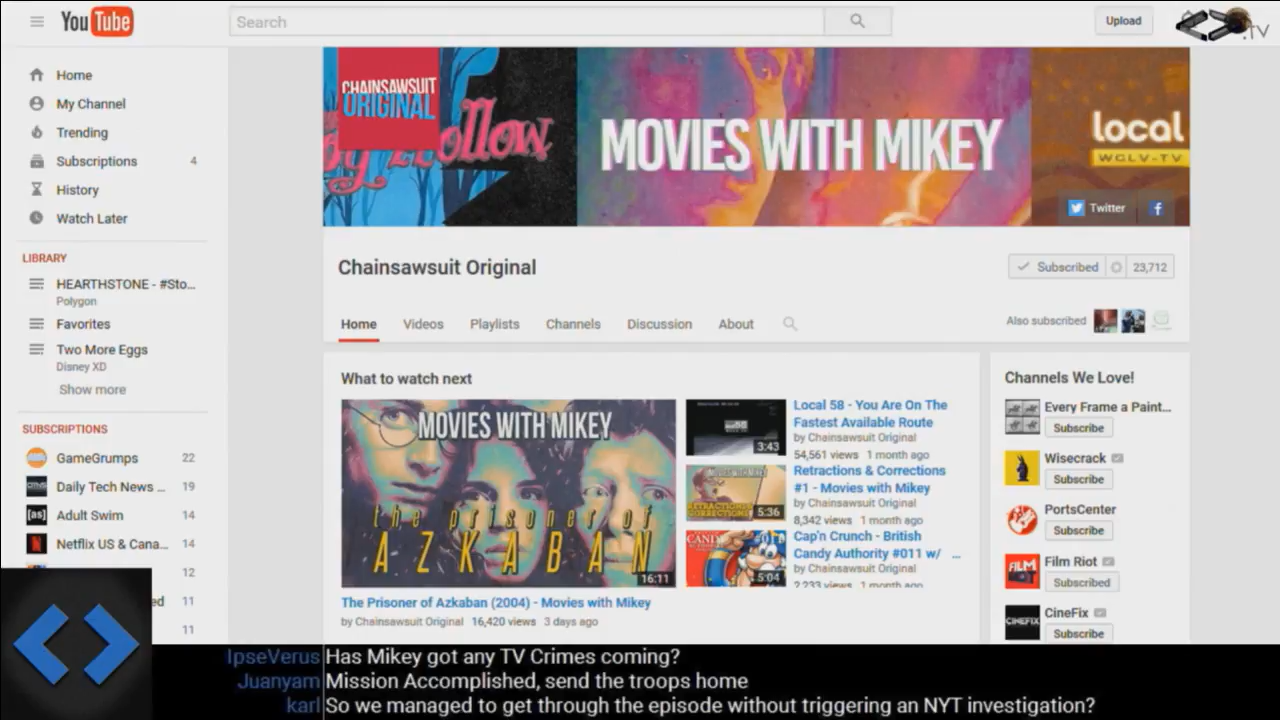 YouTube
Search
Upload
.TV
Home
My Channel
Trending
Subscriptions 4
History
Watch Later
LIBRARY
HEARTHSTONE - #Sto...
Polygon
Favorites
Two More Eggs
Disney XD
Show more
SUBSCRIPTIONS
GameGrumps 22
Daily Tech News ... 19
Adult Swim 14
Netflix US & Cana... 14
12
ed 11
11
CHAINSAWSUIT
ORIGINAL
ollow
MOVIES WITH MIKEY
local
WCLV-TV
Twitter
Chainsawsuit Original
Subscribed 23,712
Home Videos Playlists Channels Discussion About
Also subscribed
What to watch next
MOVIES WITH MIKEY
the prisoner of
AZKABAN
16:11
The Prisoner of Azkaban (2004) - Movies with Mikey
by Chainsawsuit Original 16,420 views 3 days ago
3:43
Local 58 - You Are On The
Fastest Available Route
by Chainsawsuit Original
54,561 views 1 month ago
RETRACTIONS
CORRECTIONS
5:36
Retractions & Corrections
#1 - Movies with Mikey
by Chainsawsuit Original
8,342 views 1 month ago
CANDY
5:04
Cap'n Crunch - British
Candy Authority #011 w/ ...
by Chainsawsuit Original
2,233 views 1 month ago
Channels We Love!
Every Frame a Paint...
Subscribe
Wisecrack
Subscribe
PortsCenter
Subscribe
FILM
Film Riot
Subscribed
CINEFIX
CineFix
Subscribe
IpseVerus Has Mikey got any TV Crimes coming?
Juanyam Mission Accomplished, send the troops home
karl So we managed to get through the episode without triggering an NYT investigation?